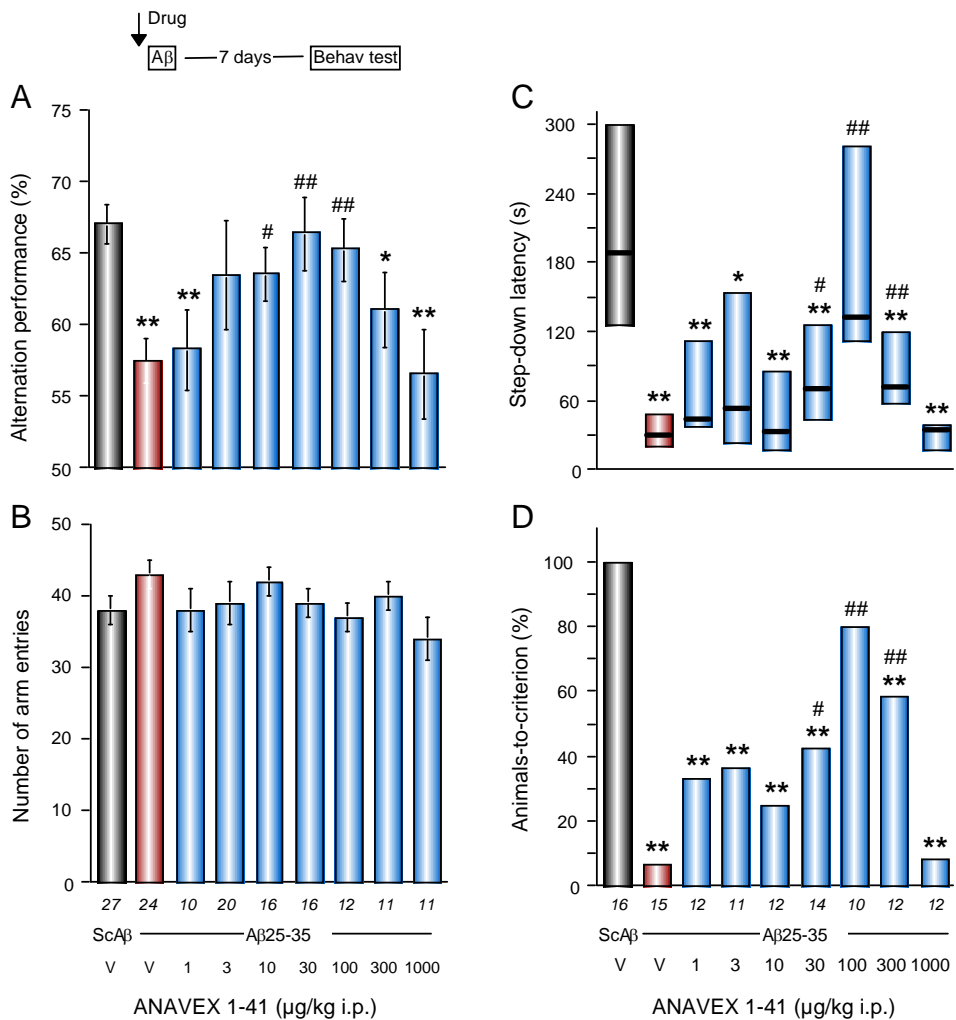 Drug
Aβ 7 days Behav test
A
75
70
65
60
55
50
Alternation performance (%)
** ** # ## ## * **
B
50
40
30
20
10
0
Number of arm entries
27 24 10 20 16 16 12 11 11
ScAβ Aβ25-35
V V 1 3 10 30 100 300 1000
ANAVEX 1-41 (µg/kg i.p.)
C
300
240
180
120
60
0
Step-down latency (s)
** ** * ** # ** ## ## ** **
D
100
80
60
40
20
0
Animals-to-criterion (%)
** ** ** ** # ** ## ## ** **
16 15 12 11 12 14 10 12 12
ScAβ Aβ25-35
V V 1 3 10 30 100 300 1000
ANAVEX 1-41 (µg/kg i.p.)